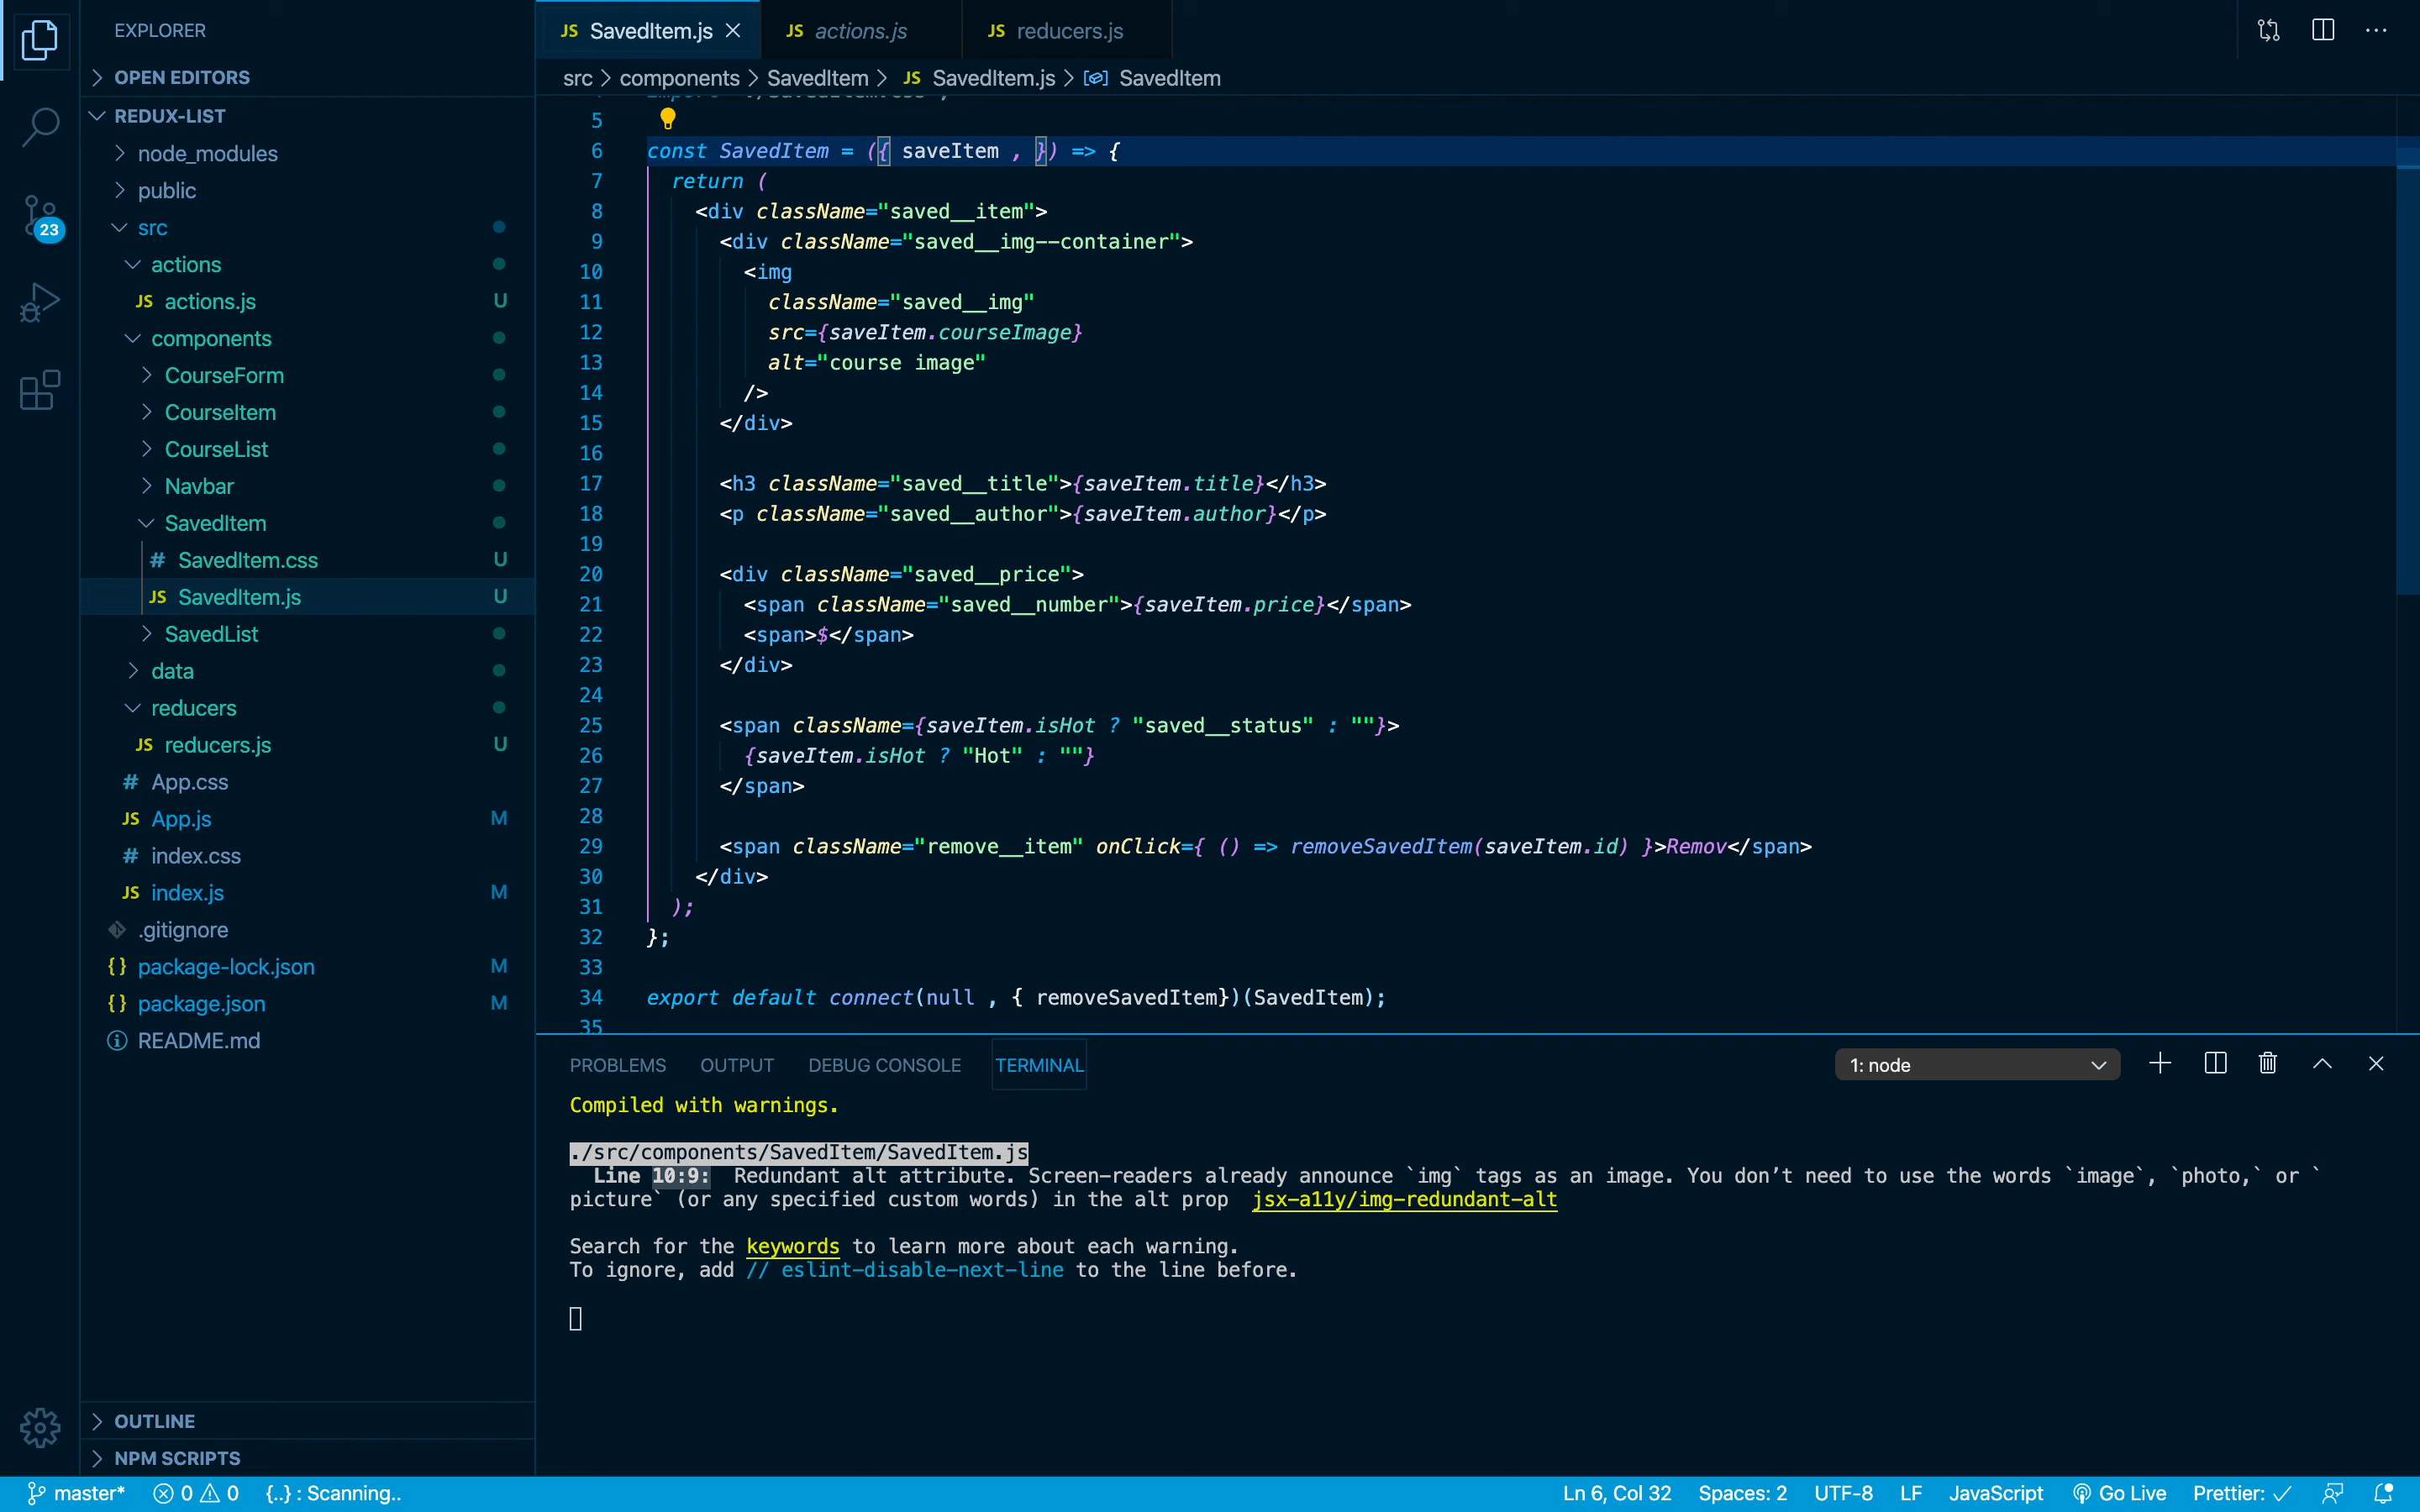 EXPLORER
OPEN EDITORS
REDUX-LIST
node_modules
public
src
actions
JS actions.js U
components
CourseForm
CourseItem
CourseList
Navbar
SavedItem
# SavedItem.css U
JS SavedItem.js U
SavedList
data
reducers
JS reducers.js U
# App.css
JS App.js M
# index.css
JS index.js M
.gitignore
{} package-lock.json M
{} package.json M
README.md
OUTLINE
NPM SCRIPTS
23
JS SavedItem.js JS actions.js JS reducers.js
src > components > SavedItem > JS SavedItem.js > SavedItem
5
6 const SavedItem = ({ saveItem , }) => {
7 return (
8 <div className="saved__item">
9 <div className="saved__img--container">
10 <img
11 className="saved__img"
12 src={saveItem.courseImage}
13 alt="course image"
14 />
15 </div>
16
17 <h3 className="saved__title">{saveItem.title}</h3>
18 <p className="saved__author">{saveItem.author}</p>
19
20 <div className="saved__price">
21 <span className="saved__number">{saveItem.price}</span>
22 <span>$</span>
23 </div>
24
25 <span className={saveItem.isHot ? "saved__status" : ""}>
26 {saveItem.isHot ? "Hot" : ""}
27 </span>
28
29 <span className="remove__item" onClick={ () => removeSavedItem(saveItem.id) }>Remov</span>
30 </div>
31 );
32 };
33
34 export default connect(null , { removeSavedItem})(SavedItem);
35
PROBLEMS OUTPUT DEBUG CONSOLE TERMINAL 1: node
Compiled with warnings.
./src/components/SavedItem/SavedItem.js
Line 10:9: Redundant alt attribute. Screen-readers already announce `img` tags as an image. You don’t need to use the words `image`, `photo,` or `
picture` (or any specified custom words) in the alt prop jsx-a11y/img-redundant-alt
Search for the keywords to learn more about each warning.
To ignore, add // eslint-disable-next-line to the line before.
master* 0 0 {..} : Scanning.. Ln 6, Col 32 Spaces: 2 UTF-8 LF JavaScript Go Live Prettier: ✓